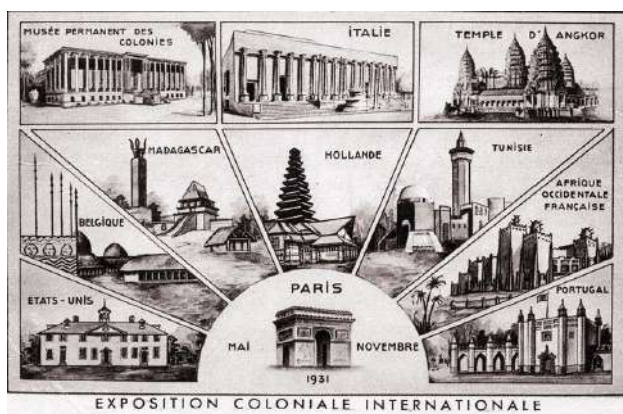 MUSÉE PERMANENT DES
COLONIES
ITALIE
TEMPLE D'ANGKOR
MADAGASCAR
HOLLANDE
TUNISIE
AFRIQUE
OCCIDENTALE
FRANÇAISE
BELGIQUE
ETATS-UNIS
PARIS
MAI
NOVEMBRE
1931
PORTUGAL
EXPOSITION COLONIALE INTERNATIONALE